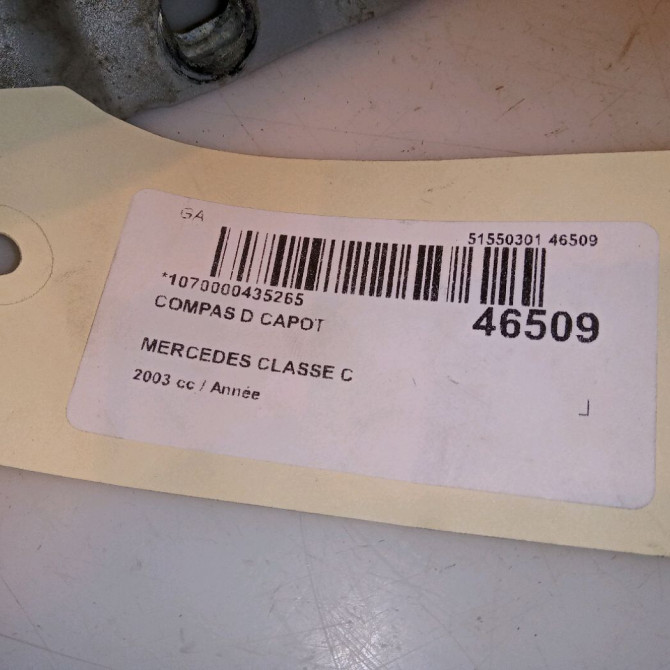 GA
51550301 46509
*1070000435265
COMPAS D CAPOT
46509
MERCEDES CLASSE C
2003 cc / Année